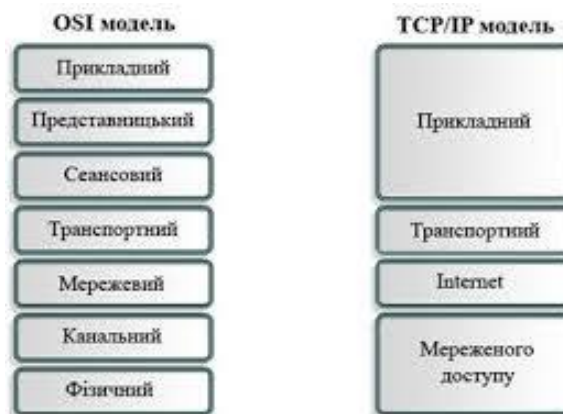 OSI модель
Прикладний
Представницький
Сеансовий
Транспортний
Мережевий
Канальний
Фізичний
TCP/IP модель
Прикладний
Транспортний
Internet
Мереженого
доступу